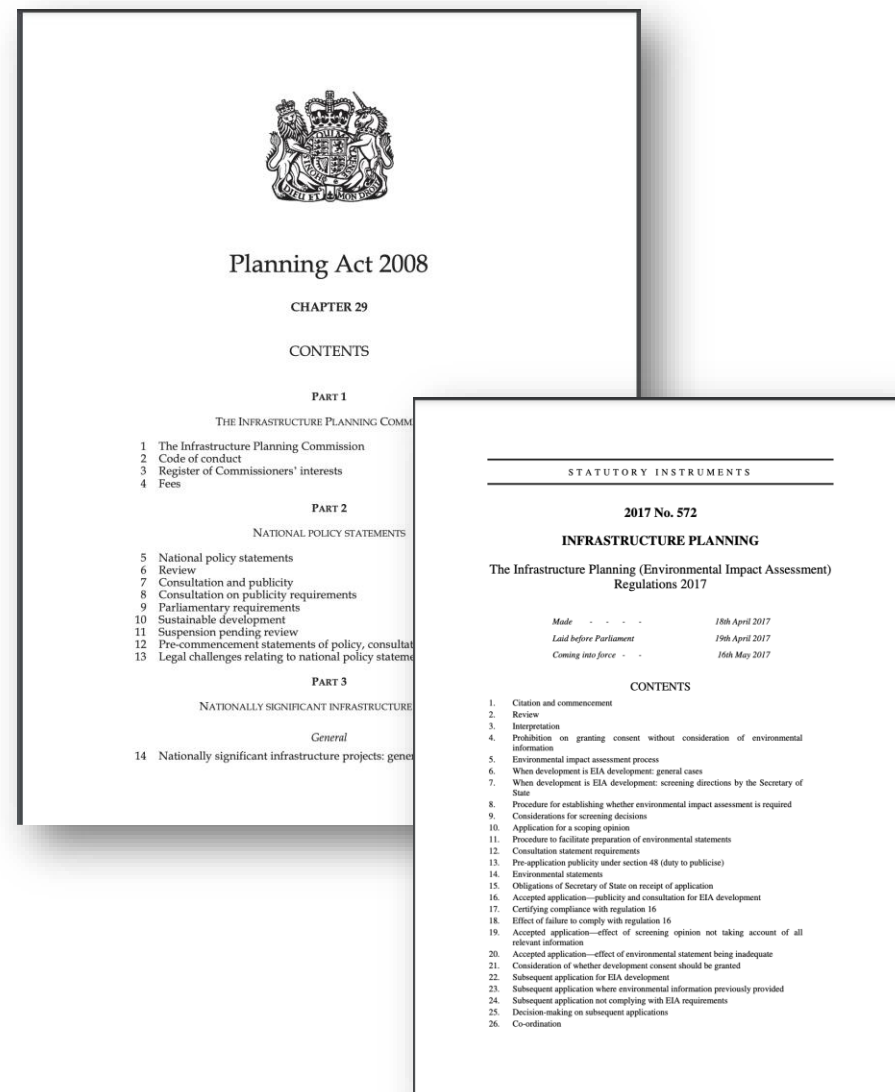 Planning Act 2008
CHAPTER 29
CONTENTS
PART 1
THE INFRASTRUCTURE PLANNING
1 The Infrastructure Planning Commission
2 Code of conduct
3 Register of Commissioners' interests
4 Fees
PART 2
NATIONAL POLICY STATEMENTS
5 National policy statements
6 Review
7 Consultation and publicity
8 Consultation on publicity requirements
9 Parliamentary requirements
10 Sustainable development
11 Suspension pending review
12 Pre-commencement statements of policy,
13 Legal challenges relating to national policy
PART 3
NATIONALLY SIGNIFICANT INFRASTRUCTURE
General
14 Nationally significant infrastructure projects:
STATUTORY INSTRUMENTS
2017 No. 572
INFRASTRUCTURE PLANNING
The Infrastructure Planning (Environmental Impact Assessment)
Regulations 2017
Made - - - - 18th April 2017
Laid before Parliament 19th April 2017
Coming into force - - 16th May 2017
CONTENTS
1. Citation and commencement
2. Review
3. Interpretation
4. Prohibition on granting consent without consideration of environmental
information
5. Environmental impact assessment process
6. When development is EIA development: general cases
7. When development is EIA development: screening directions by the Secretary of
State
8. Procedure for establishing whether environmental impact assessment is required
9. Considerations for screening decisions
10. Application for a scoping opinion
11. Procedure to facilitate preparation of environmental statements
12. Consultation statement requirements
13. Pre-application publicity under section 48 (duty to publicise)
14. Environmental statements
15. Obligations of Secretary of State on receipt of application
16. Accepted application—publicity and consultation for EIA development
17. Certifying compliance with regulation 16
18. Effect of failure to comply with regulation 16
19. Accepted application—effect of screening opinion not taking account of all
relevant information
20. Accepted application—effect of environmental statement being inadequate
21. Consideration of whether development consent should be granted
22. Subsequent application for EIA development
23. Subsequent application where environmental information previously provided
24. Subsequent application not complying with EIA requirements
25. Decision-making on subsequent applications
26. Co-ordination